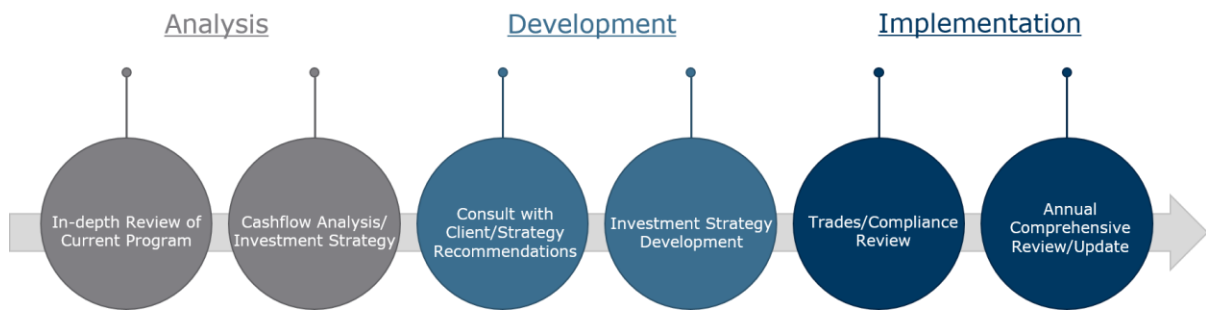 Analysis
Development
Implementation
In-depth Review of
Current Program
Cashflow Analysis/
Investment Strategy
Consult with
Client/Strategy
Recommendations
Investment Strategy
Development
Trades/Compliance
Review
Annual
Comprehensive
Review/Update